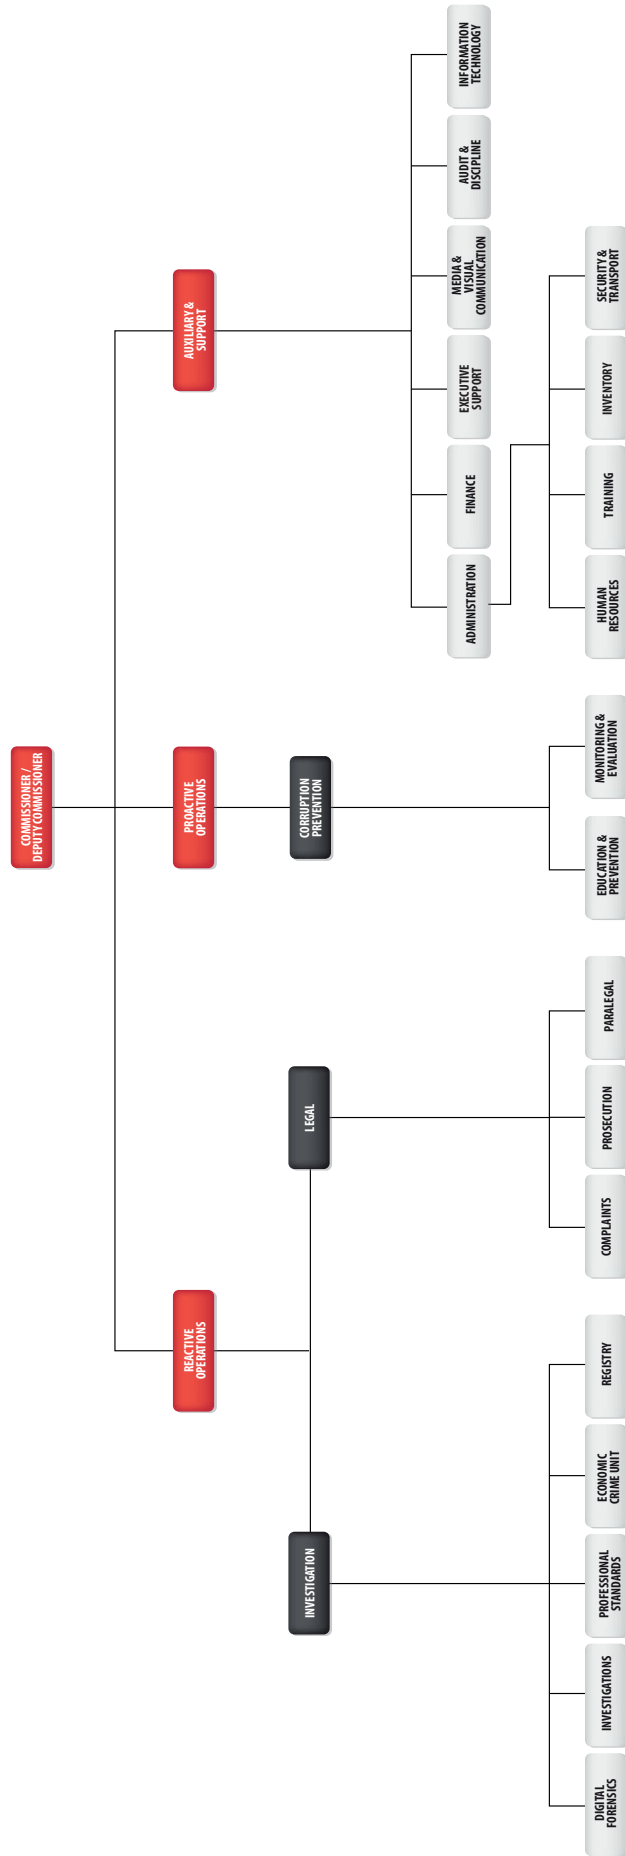 COMMISSIONER /
DEPUTY COMMISSIONER
REACTIVE
OPERATIONS
PROACTIVE
OPERATIONS
AUXILIARY &
SUPPORT
INVESTIGATION
LEGAL
CORRUPTION
PREVENTION
ADMINISTRATION
FINANCE
EXECUTIVE
SUPPORT
MEDIA &
VISUAL
COMMUNICATION
AUDIT &
DISCIPLINE
INFORMATION
TECHNOLOGY
DIGITAL
FORENSICS
INVESTIGATIONS
PROFESSIONAL
STANDARDS
ECONOMIC
CRIME UNIT
REGISTRY
COMPLAINTS
PROSECUTION
PARALEGAL
EDUCATION &
PREVENTION
MONITORING &
EVALUATION
HUMAN
RESOURCES
TRAINING
INVENTORY
SECURITY &
TRANSPORT